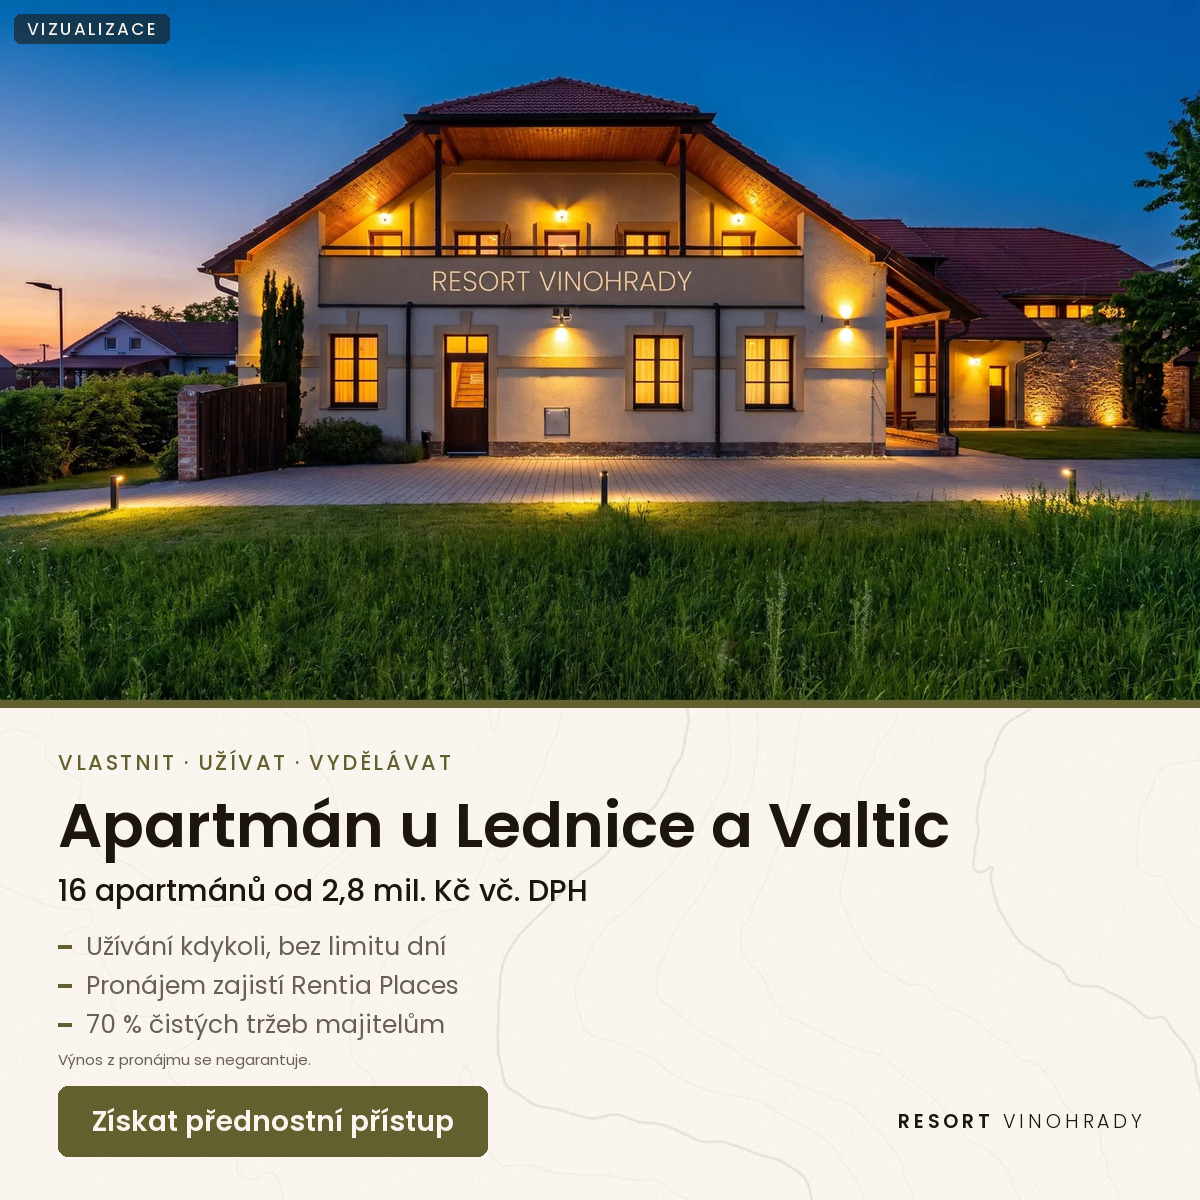 VIZUALIZACE
RESORT VINOHRADY
VLASTNIT · UŽÍVAT · VYDĚLÁVAT
Apartmán u Lednice a Valtic
16 apartmánů od 2,8 mil. Kč vč. DPH
– Užívání kdykoli, bez limitu dní
– Pronájem zajistí Rentia Places
– 70 % čistých tržeb majitelům
Výnos z pronájmu se negarantuje.
Získat přednostní přístup
RESORT VINOHRADY